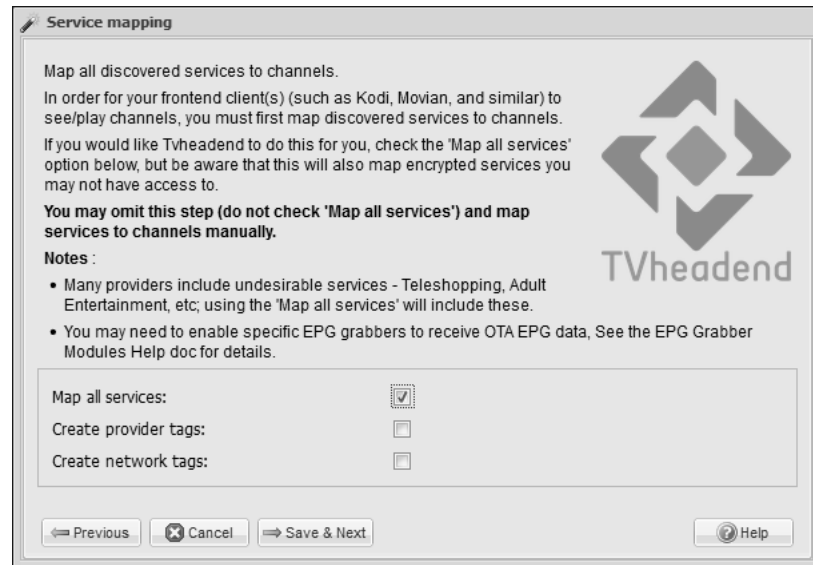 Service mapping
Map all discovered services to channels.
In order for your frontend client(s) (such as Kodi, Movian, and similar) to
see/play channels, you must first map discovered services to channels.
If you would like Tvheadend to do this for you, check the 'Map all services'
option below, but be aware that this will also map encrypted services you
may not have access to.
You may omit this step (do not check 'Map all services') and map
services to channels manually.
Notes :
• Many providers include undesirable services - Teleshopping, Adult
Entertainment, etc; using the 'Map all services' will include these.
• You may need to enable specific EPG grabbers to receive OTA EPG data, See the EPG Grabber
Modules Help doc for details.
TVheadend
Map all services:
Create provider tags:
Create network tags:
Previous
Cancel
Save & Next
Help